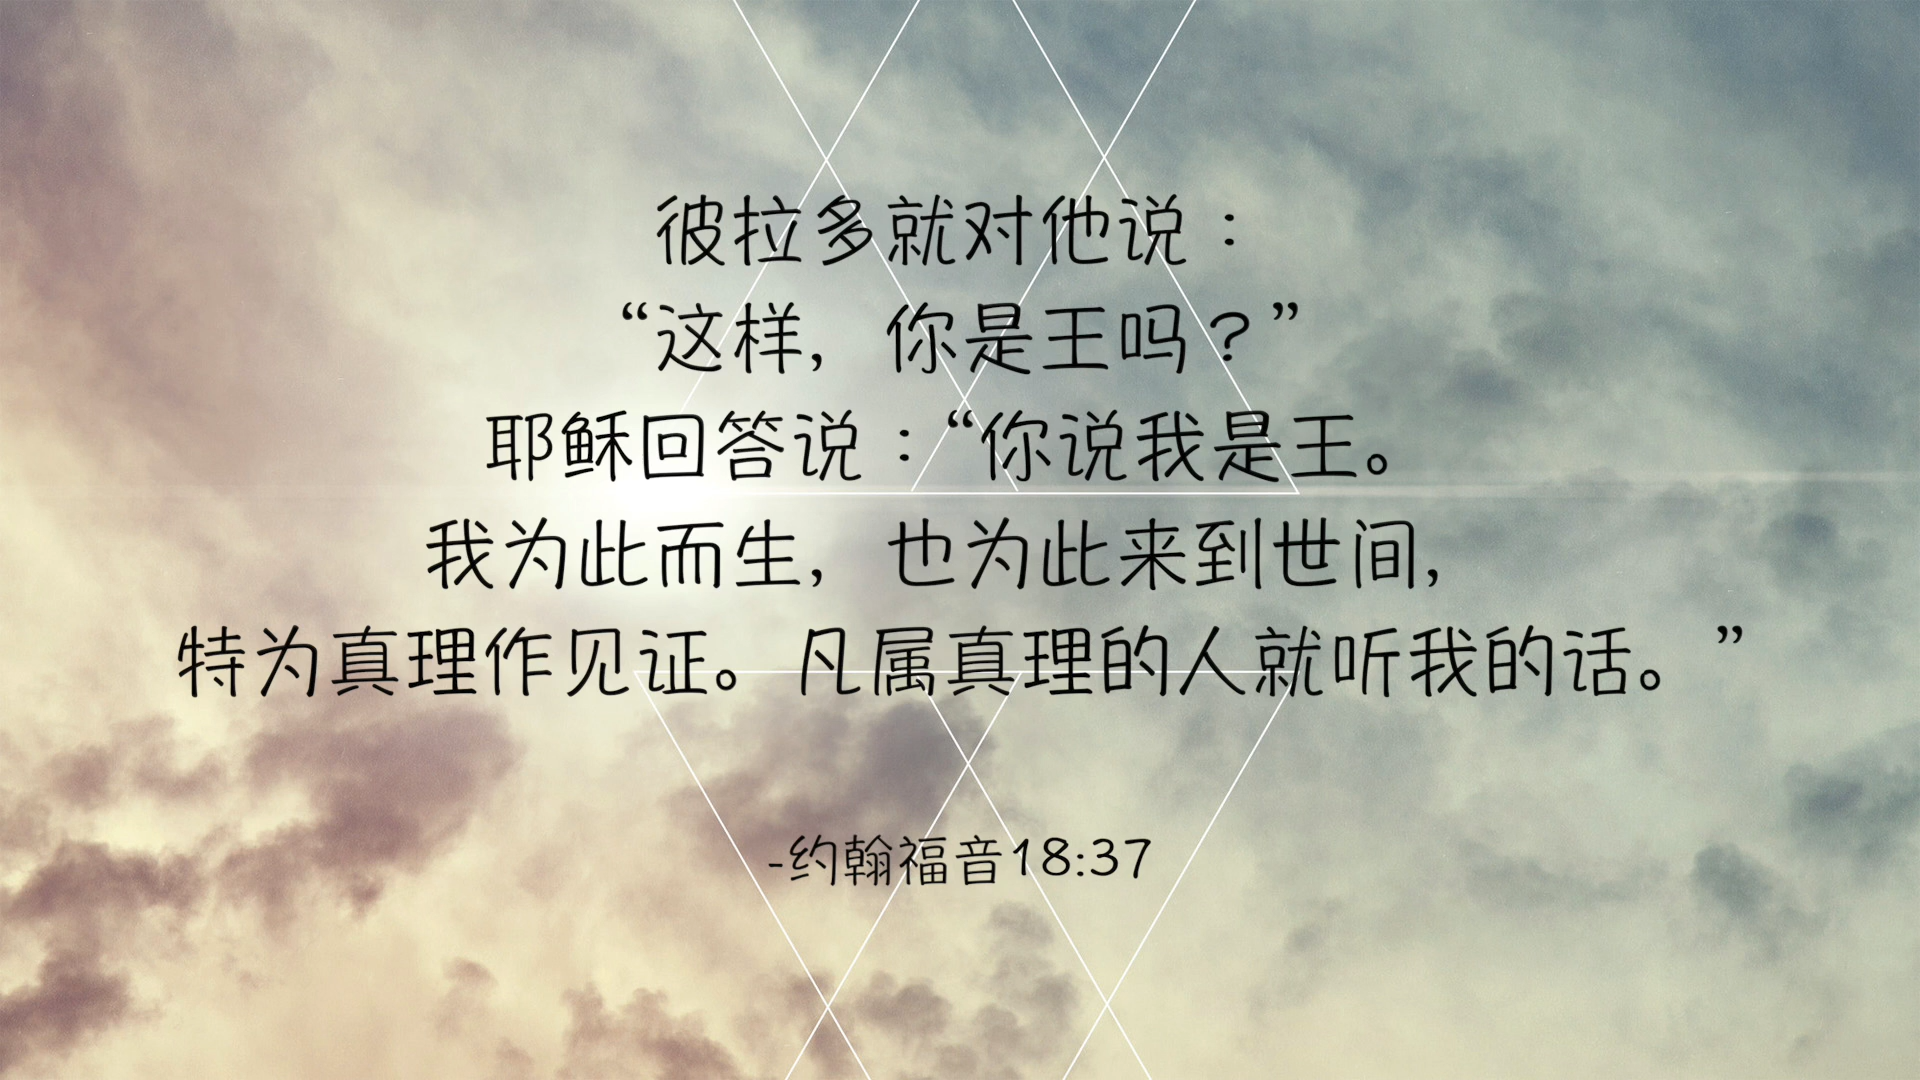 彼拉多就对他说：
“这样，你是王吗？”
耶稣回答说：“你说我是王。
我为此而生，也为此来到世间，
特为真理作见证。凡属真理的人就听我的话。”
-约翰福音18:37